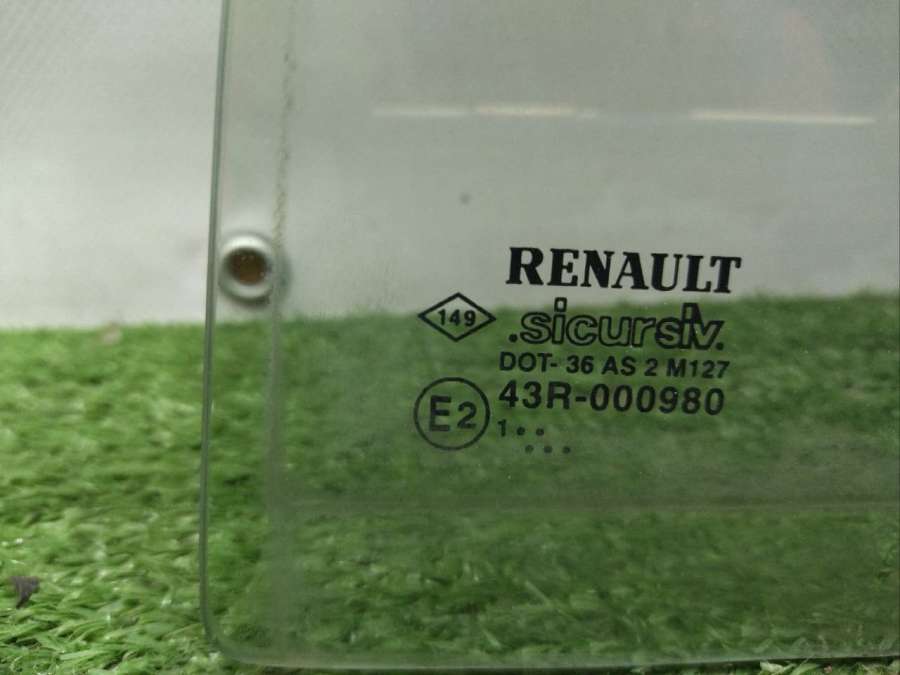 RENAULT
149
.sicursiv.
DOT- 36 AS 2 M127
E2
43R-000980
1..
...